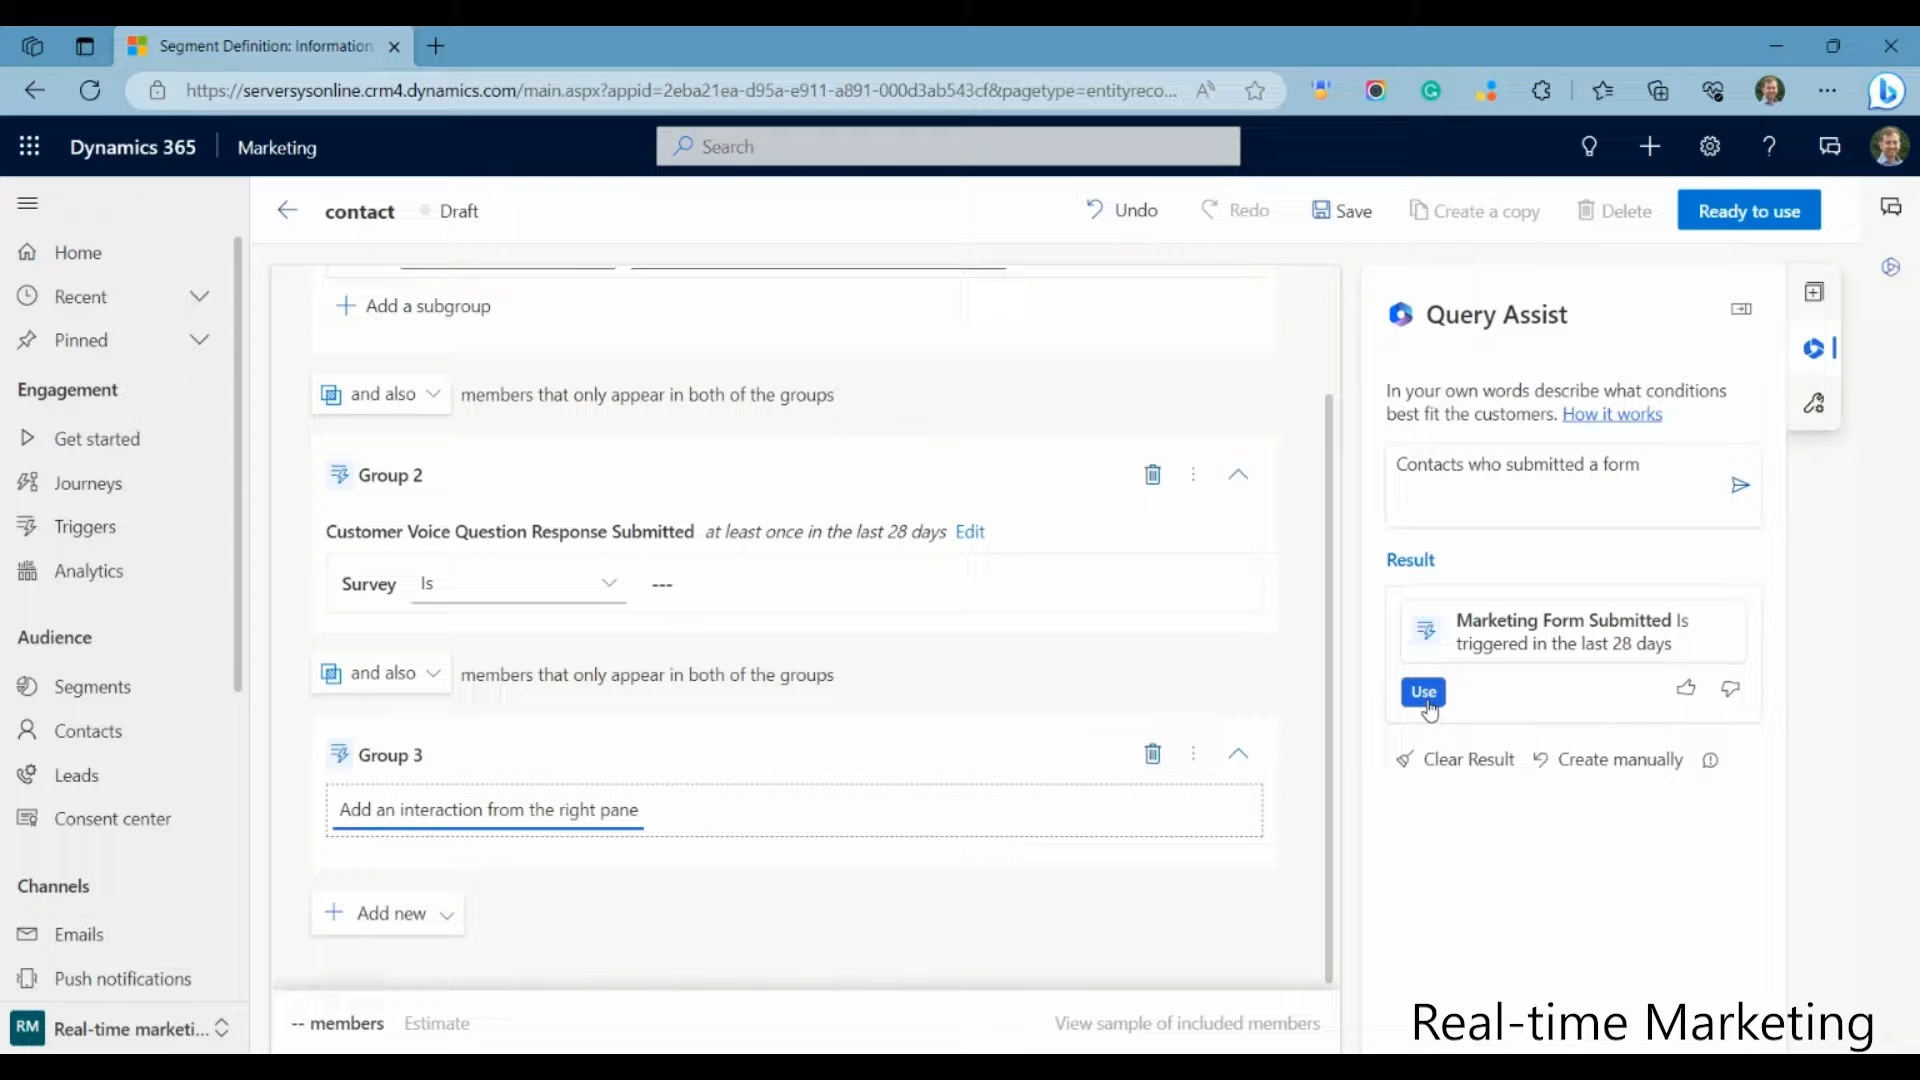 Segment Definition: Information
https://serversysonline.crm4.dynamics.com/main.aspx?appid=2eba21ea-d95a-e911-a891-000d3ab543cf&pagetype=entityreco...
Dynamics 365
Marketing
Search
contact
Draft
Undo
Redo
Save
Create a copy
Delete
Ready to use
Home
Recent
Pinned
Engagement
Get started
Journeys
Triggers
Analytics
Audience
Segments
Contacts
Leads
Consent center
Channels
Emails
Push notifications
RM
Real-time marketi...
Add a subgroup
and also
members that only appear in both of the groups
Group 2
Customer Voice Question Response Submitted at least once in the last 28 days Edit
Survey
Is
---
and also
members that only appear in both of the groups
Group 3
Add an interaction from the right pane
Add new
-- members
Estimate
View sample of included members
Query Assist
In your own words describe what conditions
best fit the customers. How it works
Contacts who submitted a form
Result
Marketing Form Submitted Is
triggered in the last 28 days
Use
Clear Result
Create manually
Real-time Marketing